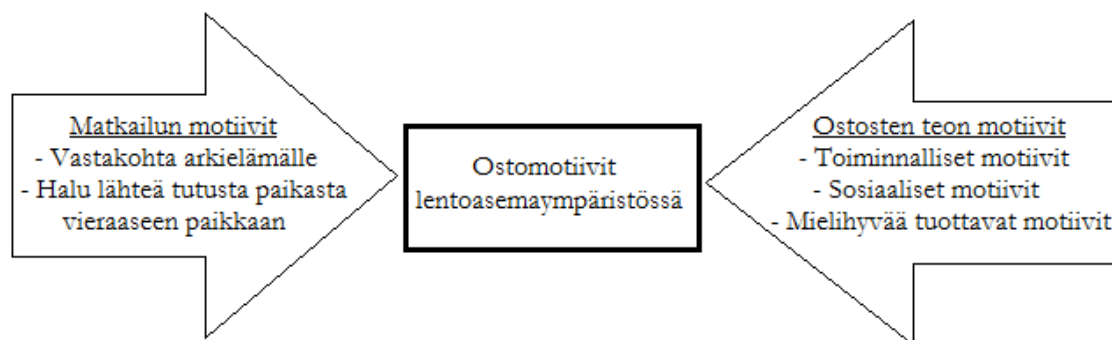 Matkailun motiivit
- Vastakohta arkielämälle
- Halu lähteä tutusta paikasta
vieraaseen paikkaan
Ostomotiivit
lentoasemaympäristössä
Ostosten teon motiivit
- Toiminnalliset motiivit
- Sosiaaliset motiivit
- Mielihyvää tuottavat motiivit